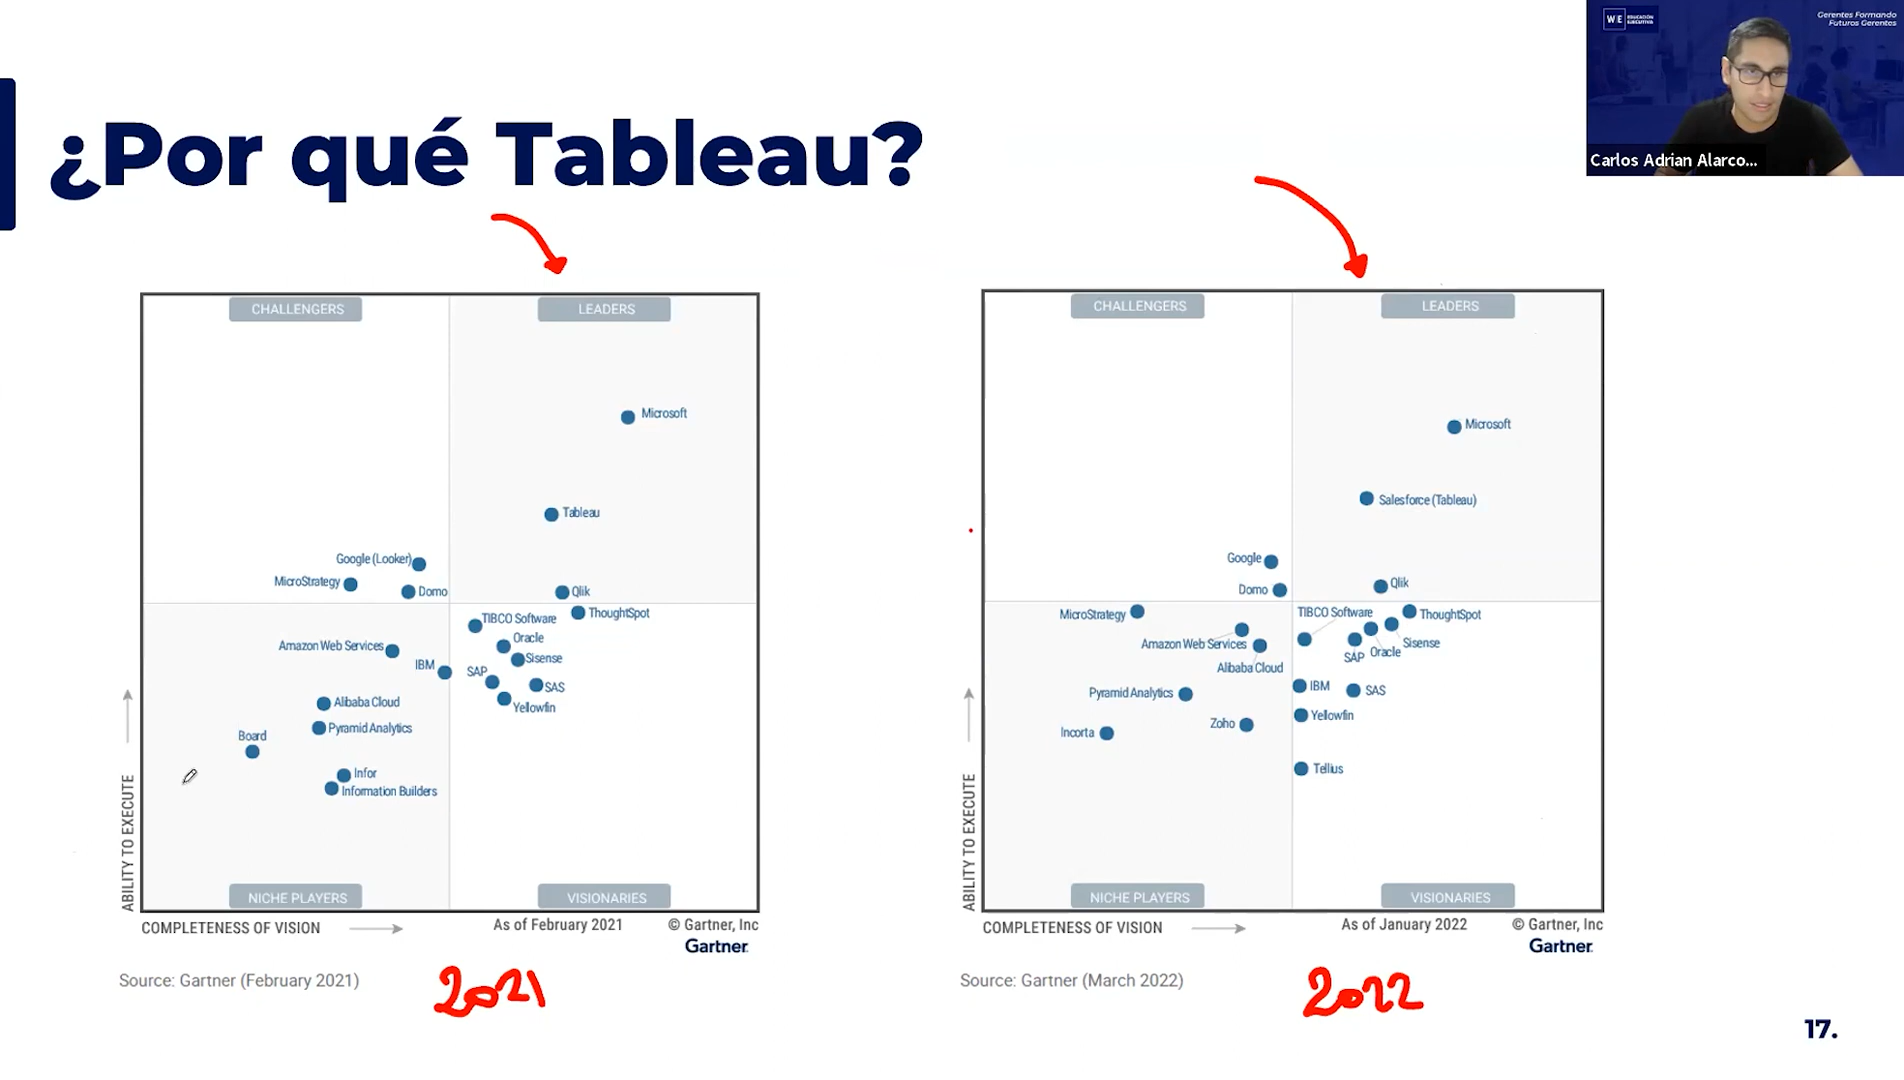 W|E EDUCACIÓN EJECUTIVA
Gerentes Formando
Futuros Gerentes
Carlos Adrian Alarco...
¿Por qué Tableau?
CHALLENGERS
LEADERS
Microsoft
Tableau
Google (Looker)
MicroStrategy
Domo
Qlik
ThoughtSpot
TIBCO Software
Oracle
Amazon Web Services
Sisense
IBM
SAP
SAS
Alibaba Cloud
Yellowfin
Pyramid Analytics
Board
Infor
Information Builders
ABILITY TO EXECUTE
NICHE PLAYERS
VISIONARIES
COMPLETENESS OF VISION
As of February 2021
© Gartner, Inc
Gartner
Source: Gartner (February 2021)
2021
CHALLENGERS
LEADERS
Microsoft
Salesforce (Tableau)
Google
Domo
Qlik
MicroStrategy
TIBCO Software
ThoughtSpot
Amazon Web Services
Sisense
Oracle
SAP
Alibaba Cloud
IBM
SAS
Pyramid Analytics
Yellowfin
Zoho
Incorta
Tellius
ABILITY TO EXECUTE
NICHE PLAYERS
VISIONARIES
COMPLETENESS OF VISION
As of January 2022
© Gartner, Inc
Gartner
Source: Gartner (March 2022)
2022
17.